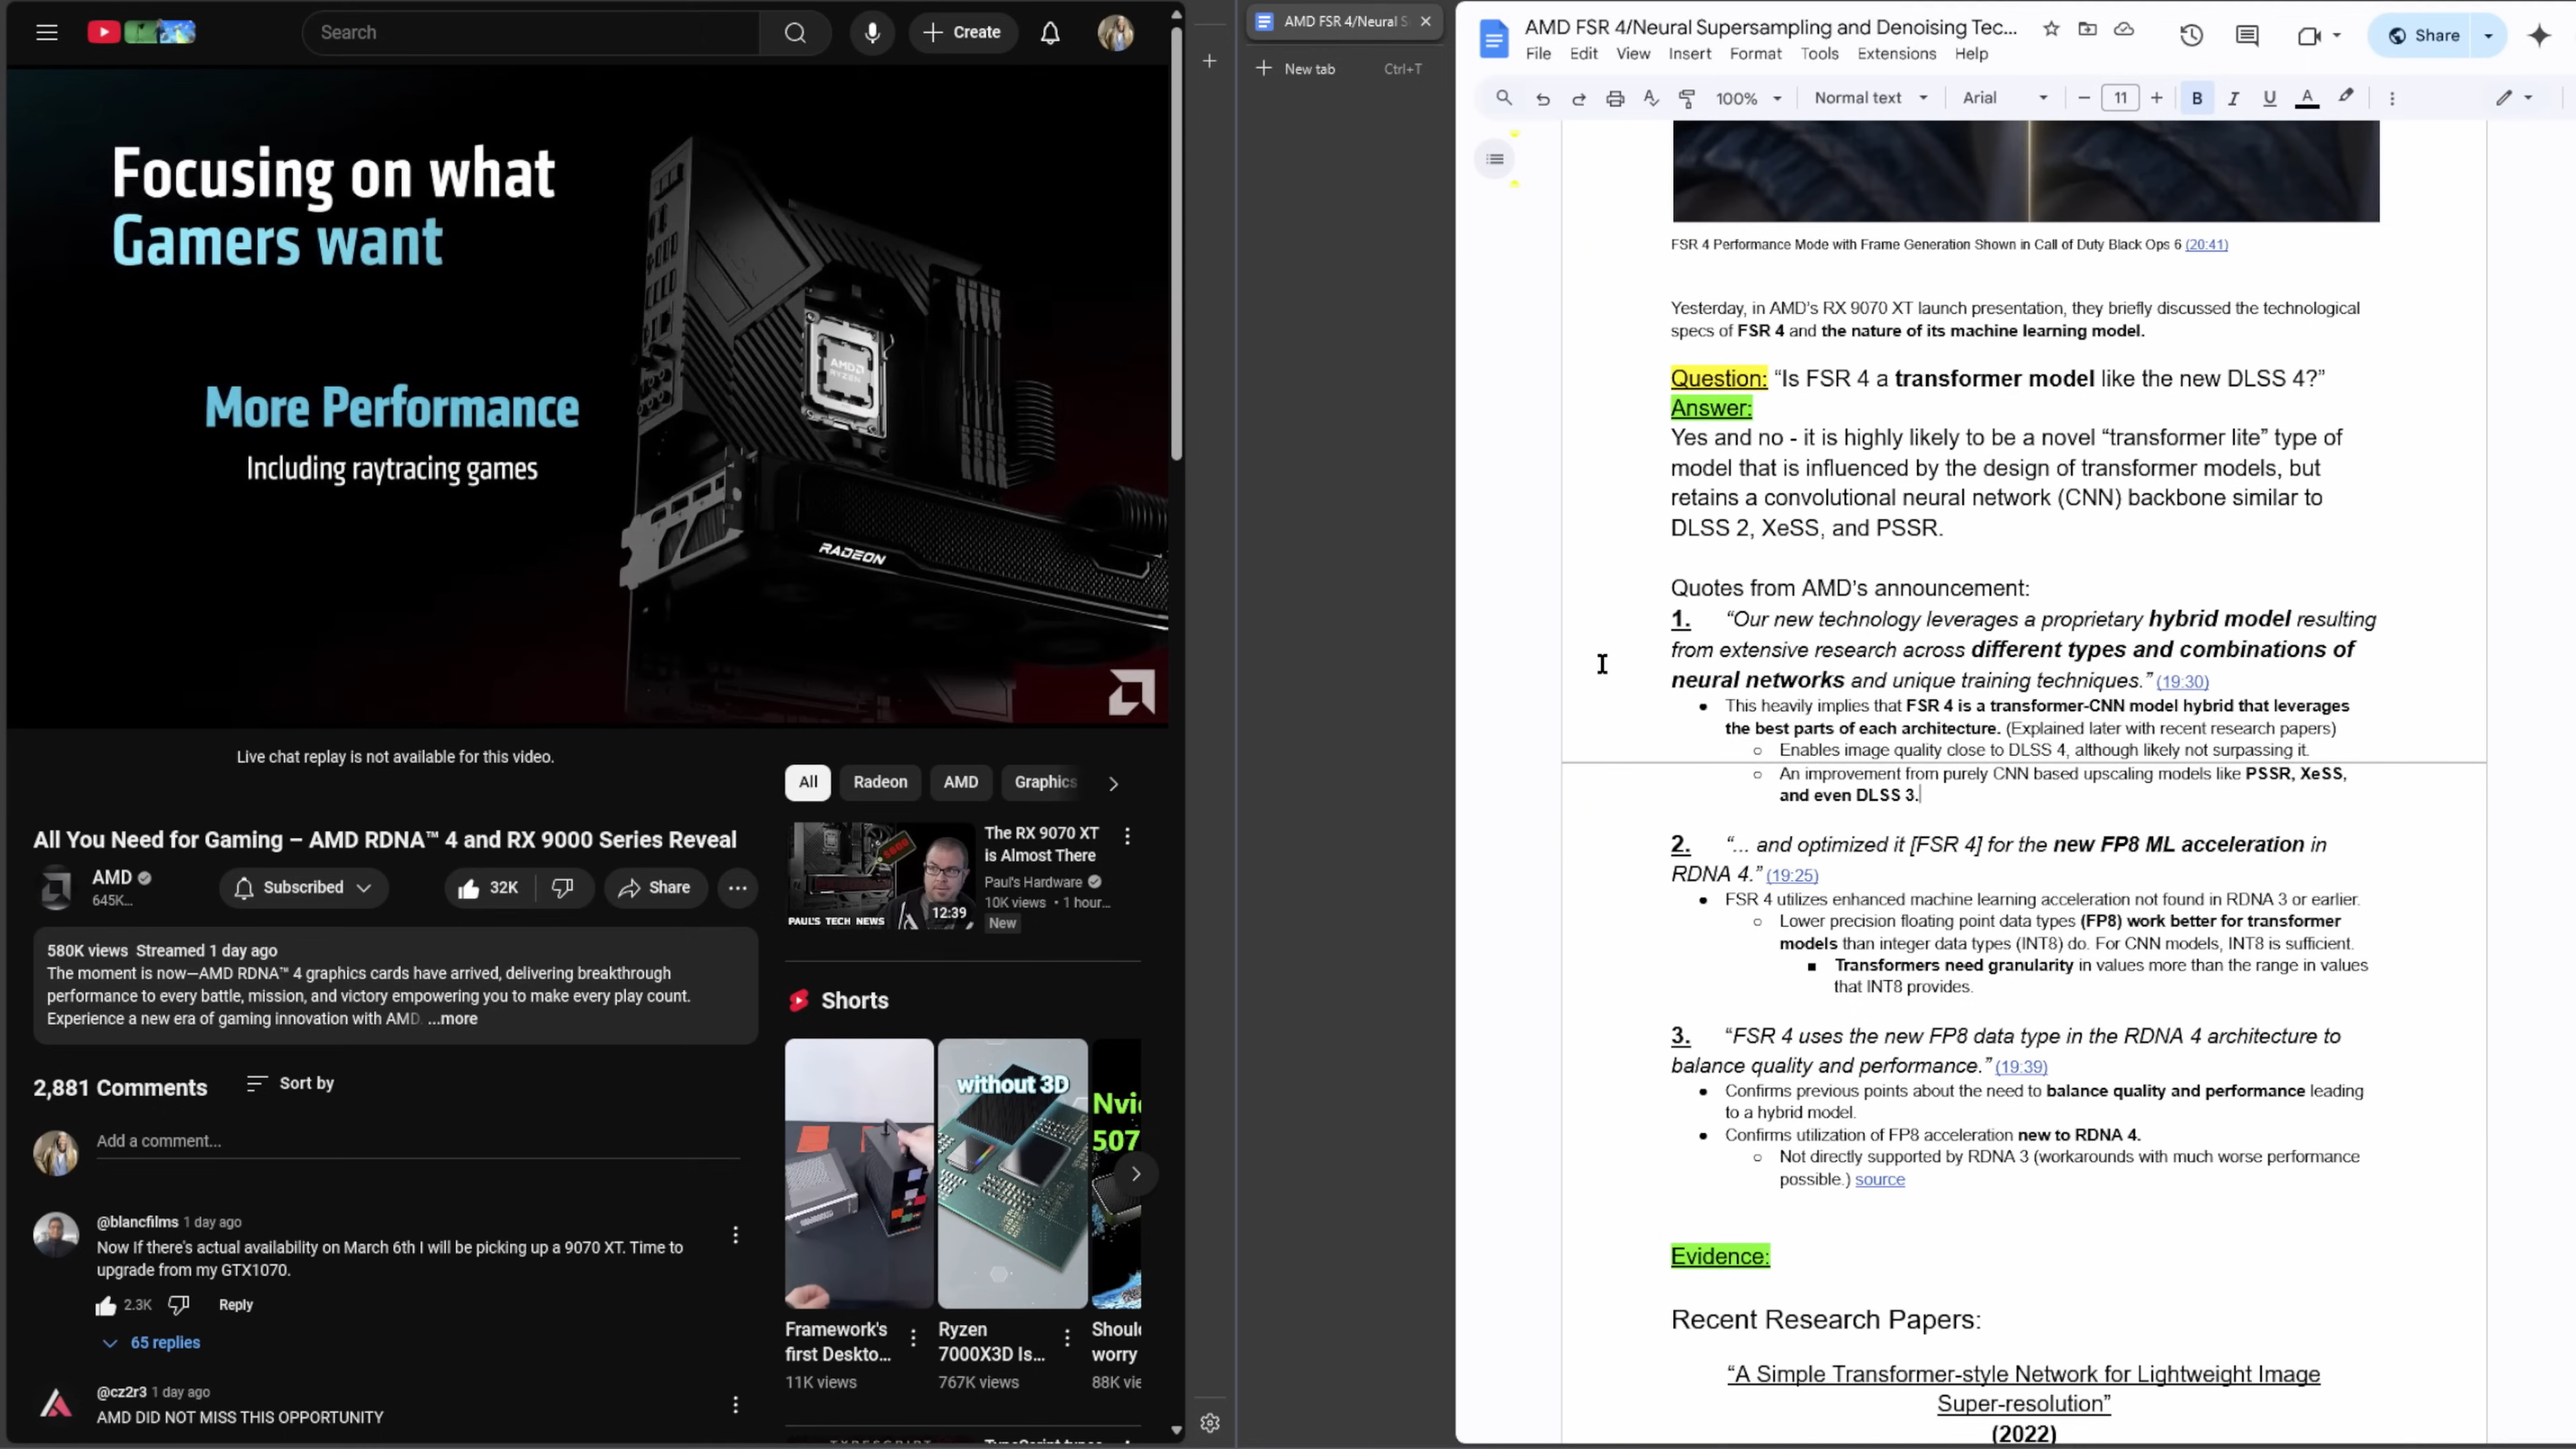 Search
Create
Focusing on what
Gamers want
More Performance
Including raytracing games
AMD
RYZEN
RADEON
Live chat replay is not available for this video.
All You Need for Gaming – AMD RDNA™ 4 and RX 9000 Series Reveal
AMD
645K...
Subscribed
32K
Share
580K views Streamed 1 day ago
The moment is now—AMD RDNA™ 4 graphics cards have arrived, delivering breakthrough
performance to every battle, mission, and victory empowering you to make every play count.
Experience a new era of gaming innovation with AMD. ...more
2,881 Comments
Sort by
Add a comment...
@blancfilms 1 day ago
Now If there's actual availability on March 6th I will be picking up a 9070 XT. Time to
upgrade from my GTX1070.
2.3K
Reply
65 replies
@cz2r3 1 day ago
AMD DID NOT MISS THIS OPPORTUNITY
All
Radeon
AMD
Graphics
$600
PAUL'S TECH NEWS
12:39
The RX 9070 XT
is Almost There
Paul's Hardware
10K views • 1 hour...
New
Shorts
without 3D
Nvi
507
Framework's
first Deskto...
11K views
Ryzen
7000X3D Is...
767K views
Shoul
worry
88K vie
AMD FSR 4/Neural S
New tab
Ctrl+T
AMD FSR 4/Neural Supersampling and Denoising Tec...
File Edit View Insert Format Tools Extensions Help
Share
100%
Normal text
Arial
11
B I U A
FSR 4 Performance Mode with Frame Generation Shown in Call of Duty Black Ops 6 (20:41)
Yesterday, in AMD's RX 9070 XT launch presentation, they briefly discussed the technological
specs of FSR 4 and the nature of its machine learning model.
Question: “Is FSR 4 a transformer model like the new DLSS 4?”
Answer:
Yes and no - it is highly likely to be a novel “transformer lite” type of
model that is influenced by the design of transformer models, but
retains a convolutional neural network (CNN) backbone similar to
DLSS 2, XeSS, and PSSR.
Quotes from AMD's announcement:
1. “Our new technology leverages a proprietary hybrid model resulting
from extensive research across different types and combinations of
neural networks and unique training techniques.” (19:30)
● This heavily implies that FSR 4 is a transformer-CNN model hybrid that leverages
the best parts of each architecture. (Explained later with recent research papers)
○ Enables image quality close to DLSS 4, although likely not surpassing it.
○ An improvement from purely CNN based upscaling models like PSSR, XeSS,
and even DLSS 3.
2. “... and optimized it [FSR 4] for the new FP8 ML acceleration in
RDNA 4.” (19:25)
● FSR 4 utilizes enhanced machine learning acceleration not found in RDNA 3 or earlier.
○ Lower precision floating point data types (FP8) work better for transformer
models than integer data types (INT8) do. For CNN models, INT8 is sufficient.
■ Transformers need granularity in values more than the range in values
that INT8 provides.
3. “FSR 4 uses the new FP8 data type in the RDNA 4 architecture to
balance quality and performance.” (19:39)
● Confirms previous points about the need to balance quality and performance leading
to a hybrid model.
● Confirms utilization of FP8 acceleration new to RDNA 4.
○ Not directly supported by RDNA 3 (workarounds with much worse performance
possible.) source
Evidence:
Recent Research Papers:
“A Simple Transformer-style Network for Lightweight Image
Super-resolution”
(2022)